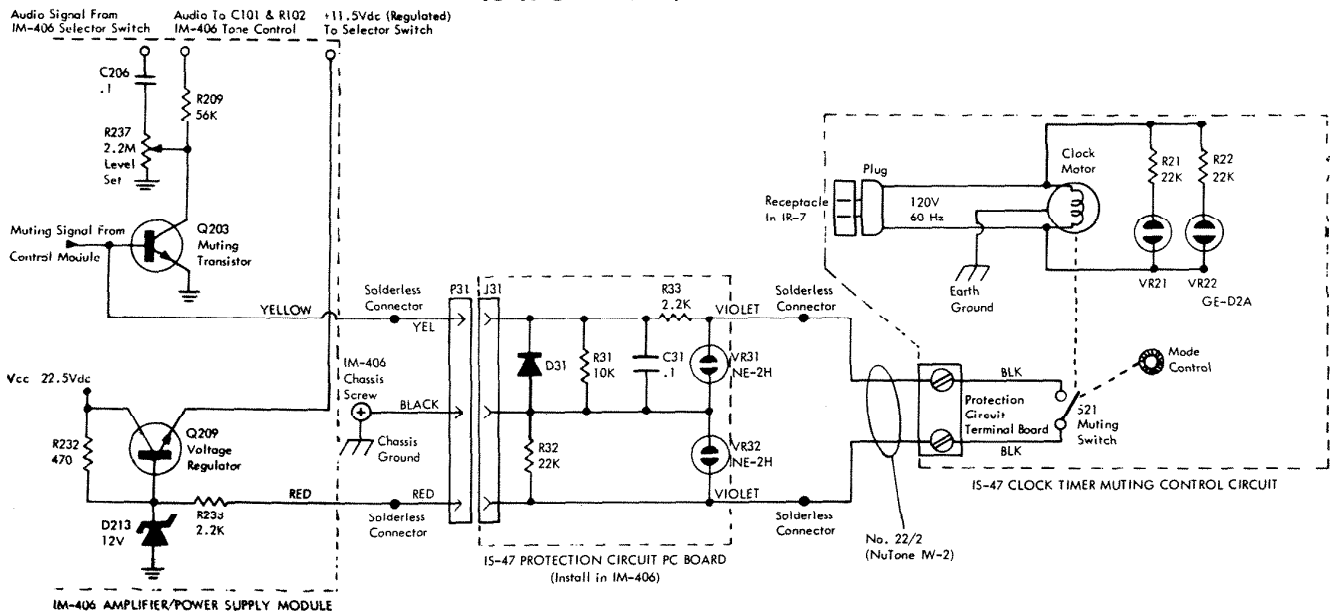 Audio Signal From
IM-406 Selector Switch
Audio To C101 & R102
IM-406 Tone Control
+11.5Vdc (Regulated)
To Selector Switch
C206
.1
R209
56K
R237
2.2M
Level
Set
Muting Signal From
Control Module
Q203
Muting
Transistor
YELLOW
Vcc 22.5Vdc
R232
470
Q209
Voltage
Regulator
D213
12V
R233
2.2K
RED
IM-406 AMPLIFIER/POWER SUPPLY MODULE
Solderless
Connector
YEL
IM-406
Chassis
Screw
BLACK
Chassis
Ground
RED
Solderless
Connector
P31
J31
D31
R31
10K
C31
.1
R33
2.2K
VIOLET
VR31
NE-2H
R32
22K
VR32
NE-2H
VIOLET
IS-47 PROTECTION CIRCUIT PC BOARD
(Install in IM-406)
Solderless
Connector
Solderless
Connector
No. 22/2
(NuTone IW-2)
Receptacle
In IR-7
Plug
120V
60 Hz
Clock
Motor
Earth
Ground
R21
22K
R22
22K
VR21
VR22
GE-D2A
Mode
Control
BLK
Protection
Circuit
Terminal Board
S21
Muting
Switch
BLK
IS-47 CLOCK TIMER MUTING CONTROL CIRCUIT